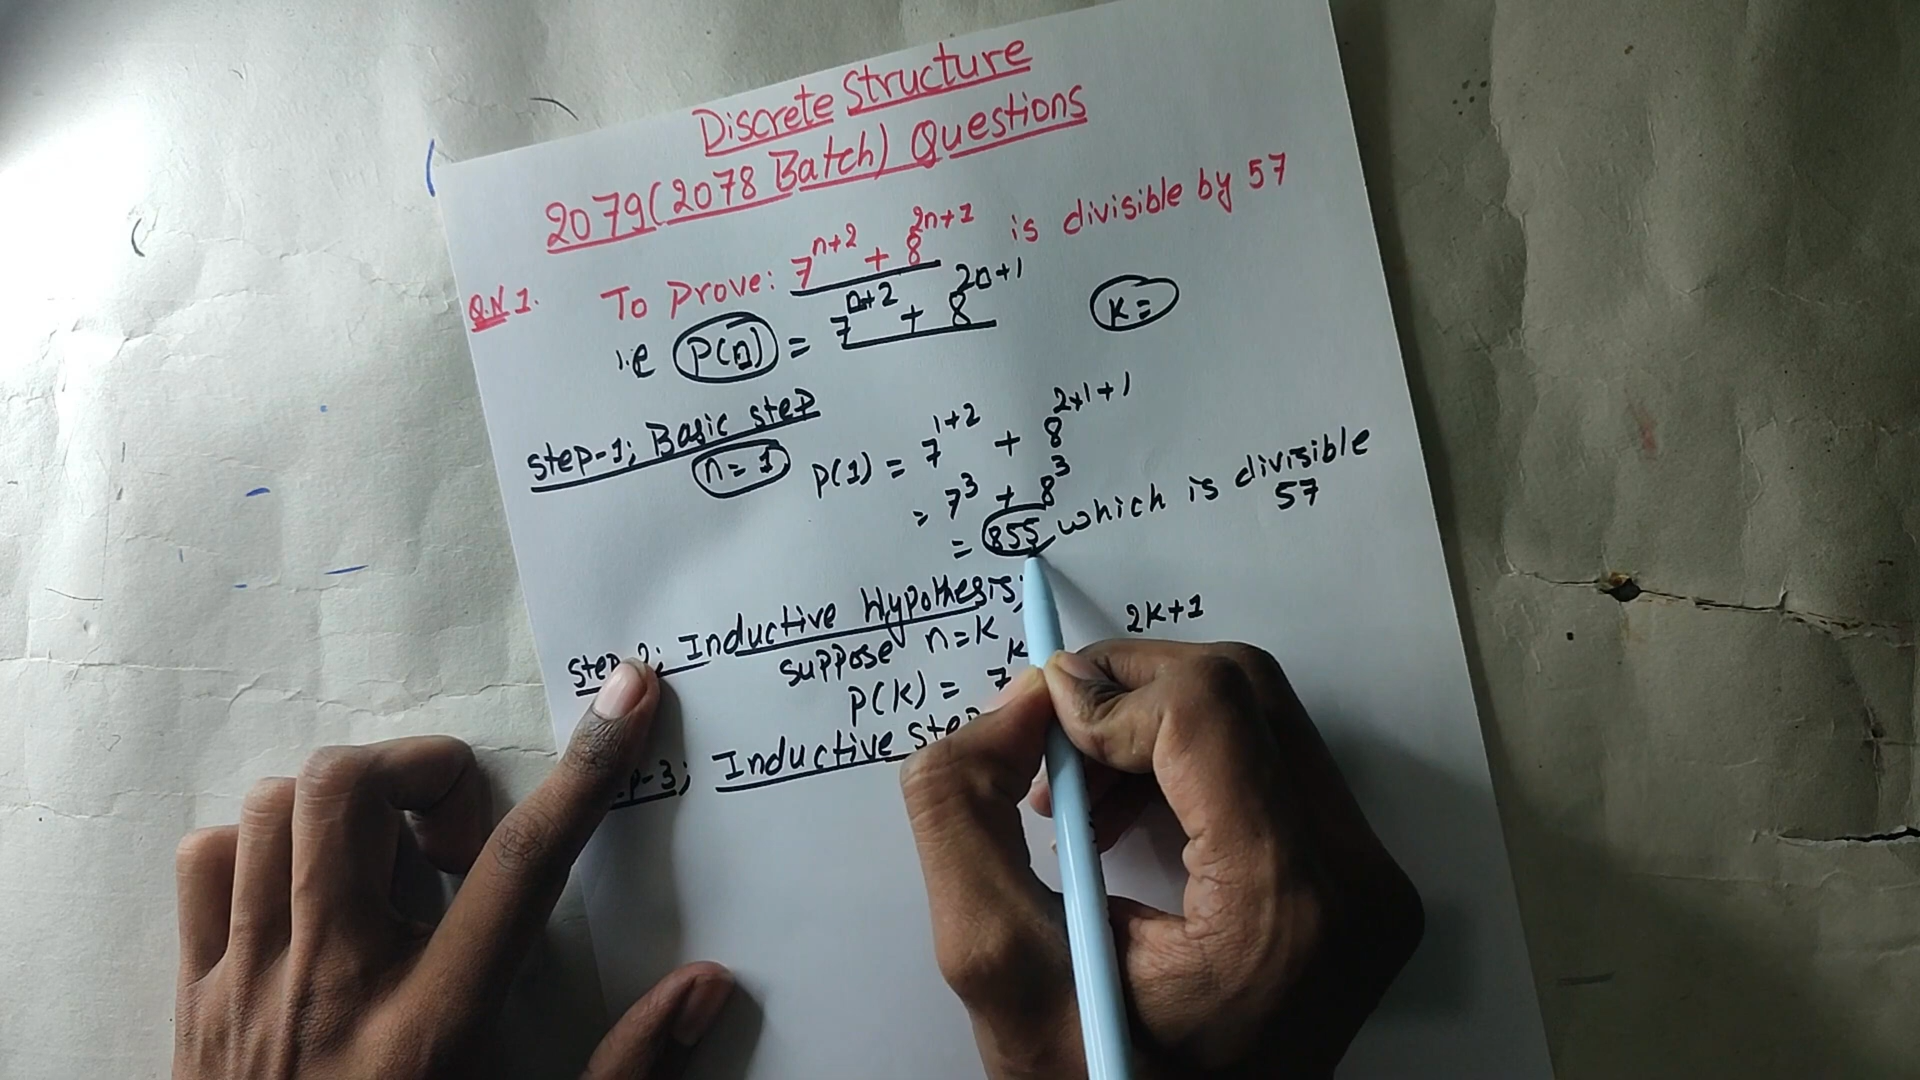 Discrete Structure
2079(2078 Batch) Questions
Q.N 1. To Prove: 7^{n+2} + 8^{2n+1} is divisible by 57
i.e P(n) = 7^{n+2} + 8^{2n+1} K=
Step-1; Basic step
n=1 P(1) = 7^{1+2} + 8^{2×1+1}
= 7^3 + 8^3
= 855 which is divisible
57
Step-2; Inductive Hypothesis;
suppose n=K
P(K) = 7^K 2K+1
Inductive